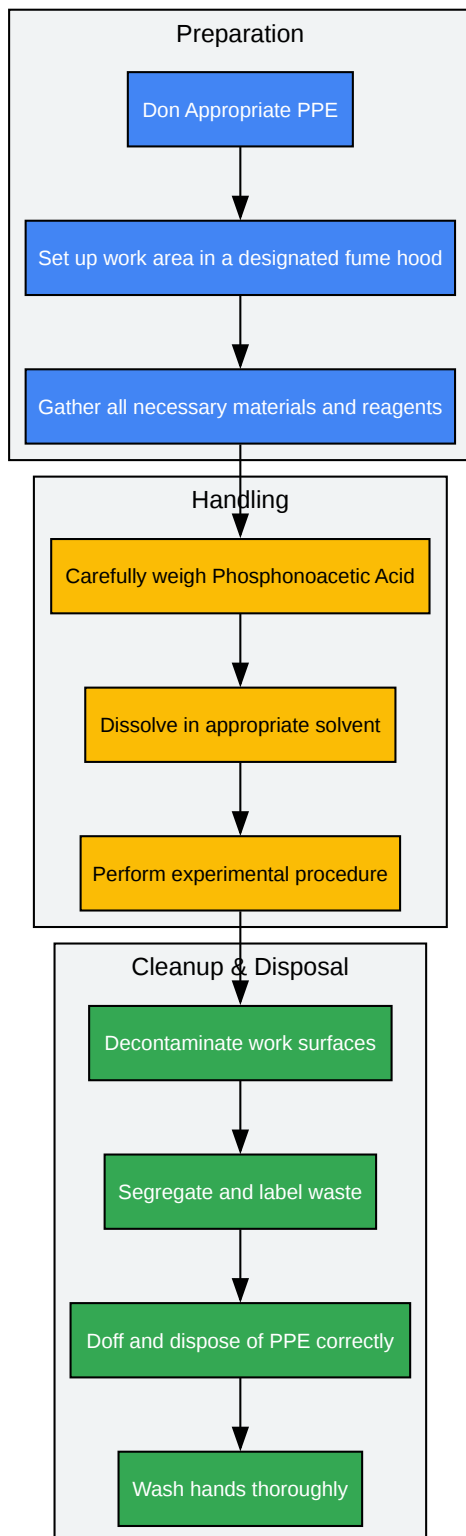 Preparation
Don Appropriate PPE
Set up work area in a designated fume hood
Gather all necessary materials and reagents
Handling
Carefully weigh Phosphonoacetic Acid
Dissolve in appropriate solvent
Perform experimental procedure
Cleanup & Disposal
Decontaminate work surfaces
Segregate and label waste
Doff and dispose of PPE correctly
Wash hands thoroughly